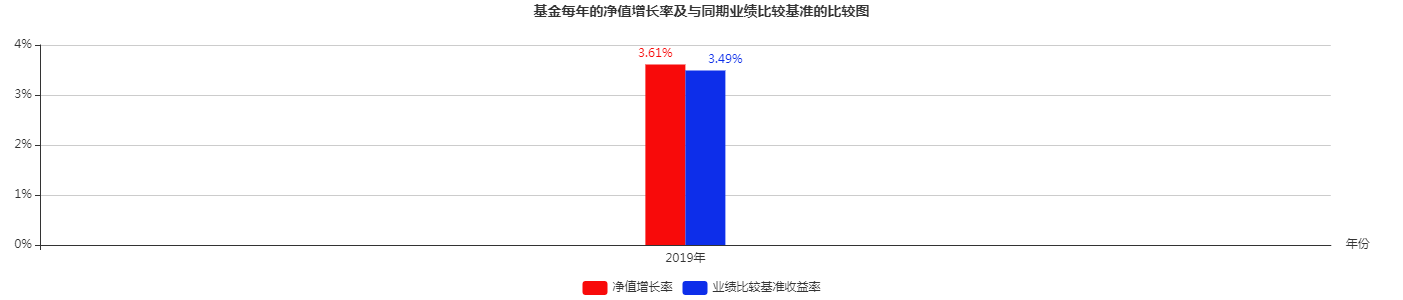 基金每年的净值增长率及与同期业绩比较基准的比较图
4%
3.61%
3.49%
3%
2%
1%
0%
年份
2019年
净值增长率 业绩比较基准收益率